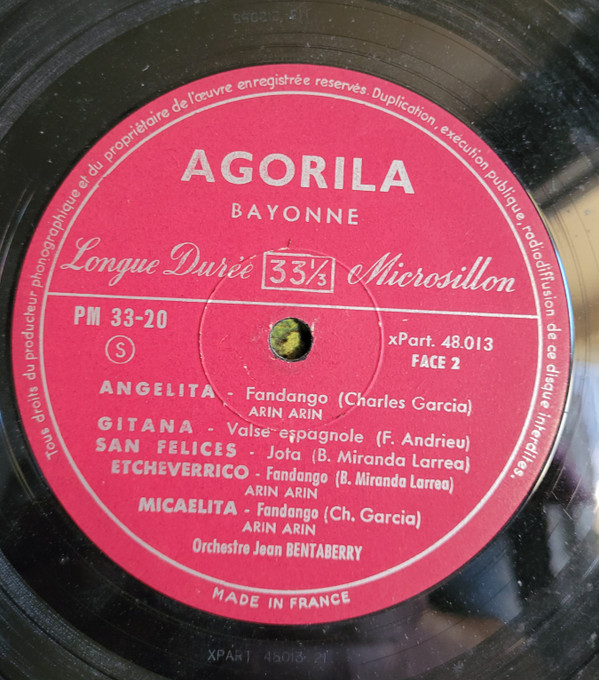 Tous droits du producteur phonographique et du propriétaire de l'œuvre enregistrée reservés. Duplication, exécution publique, radiodiffusion de ce disque interdites.
AGORILA
BAYONNE
Longue Durée 33⅓ Microsillon
PM 33-20
xPart. 48.013
S
FACE 2
ANGELITA - Fandango (Charles Garcia)
ARIN ARIN
GITANA - Valse espagnole (F. Andrieu)
SAN FELICES - Jota (B. Miranda Larrea)
ETCHEVERRICO - Fandango (B. Miranda Larrea)
ARIN ARIN
MICAELITA - Fandango (Ch. Garcia)
ARIN ARIN
Orchestre Jean BENTABERRY
MADE IN FRANCE
XPART 48013 21